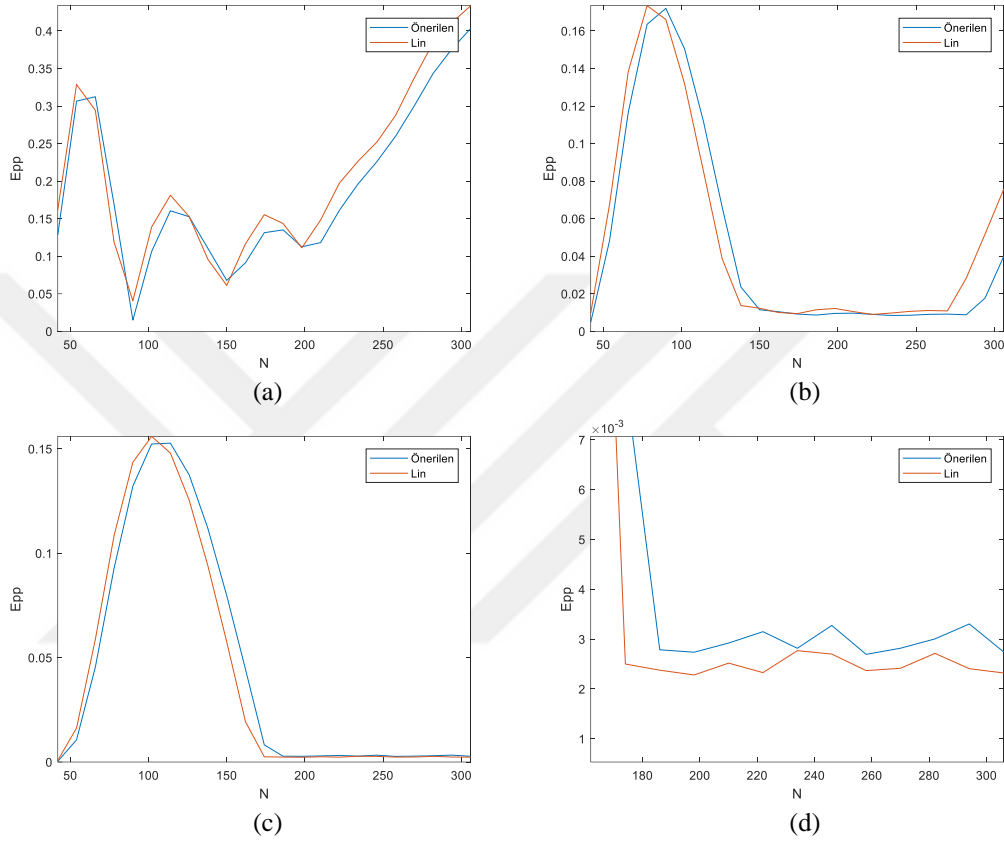 Önerilen
Lin
Epp
0.4
0.35
0.3
0.25
0.2
0.15
0.1
0.05
0
50 100 150 200 250 300
N
(a)
Önerilen
Lin
Epp
0.16
0.14
0.12
0.1
0.08
0.06
0.04
0.02
0
50 100 150 200 250 300
N
(b)
Önerilen
Lin
Epp
0.15
0.1
0.05
0
50 100 150 200 250 300
N
(c)
×10-3
Önerilen
Lin
Epp
7
6
5
4
3
2
1
180 200 220 240 260 280 300
N
(d)